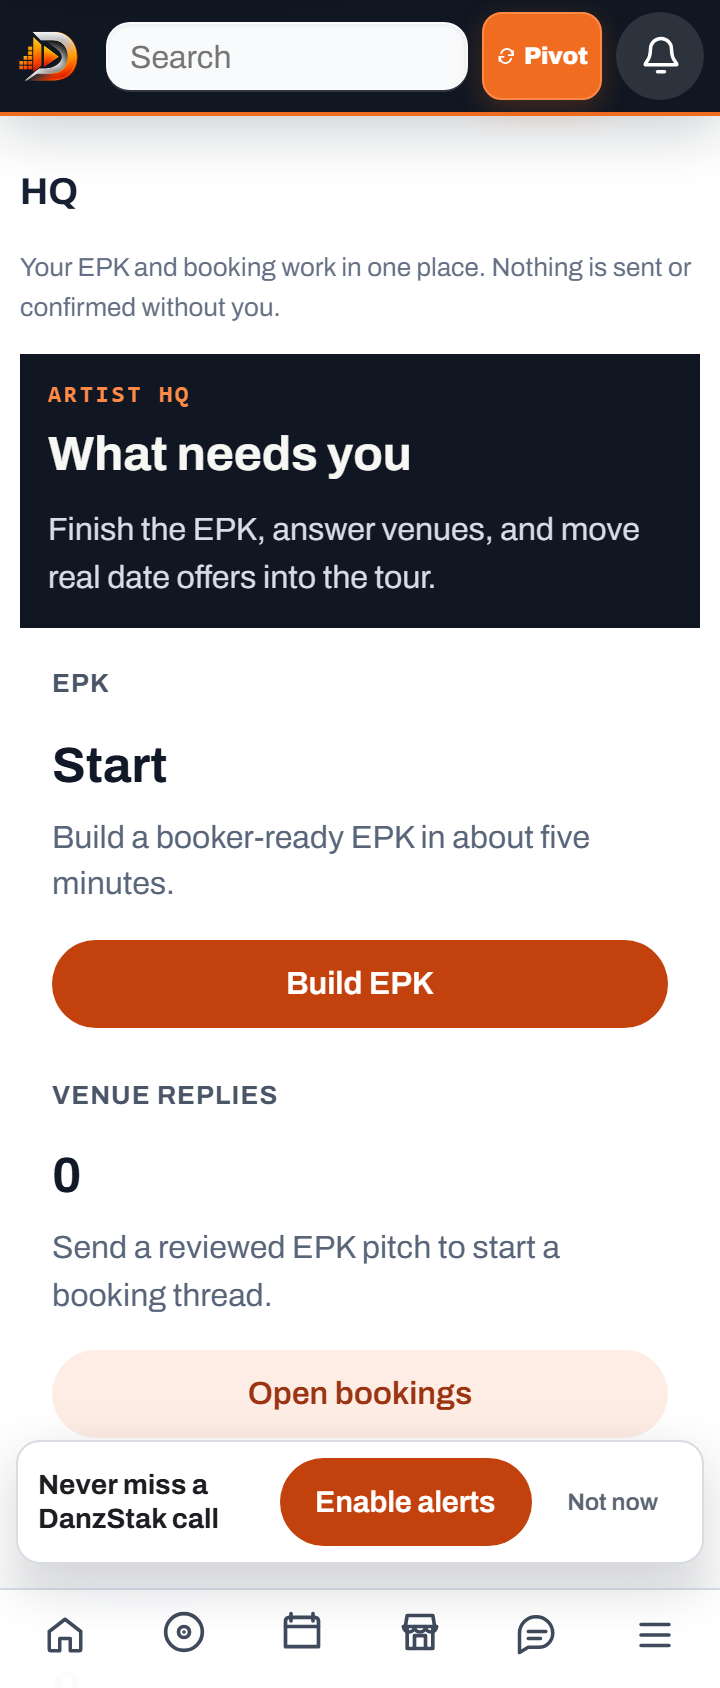 Search
Pivot
HQ
Your EPK and booking work in one place. Nothing is sent or
confirmed without you.
ARTIST HQ
What needs you
Finish the EPK, answer venues, and move
real date offers into the tour.
EPK
Start
Build a booker-ready EPK in about five
minutes.
Build EPK
VENUE REPLIES
0
Send a reviewed EPK pitch to start a
booking thread.
Open bookings
Never miss a
DanzStak call
Enable alerts
Not now